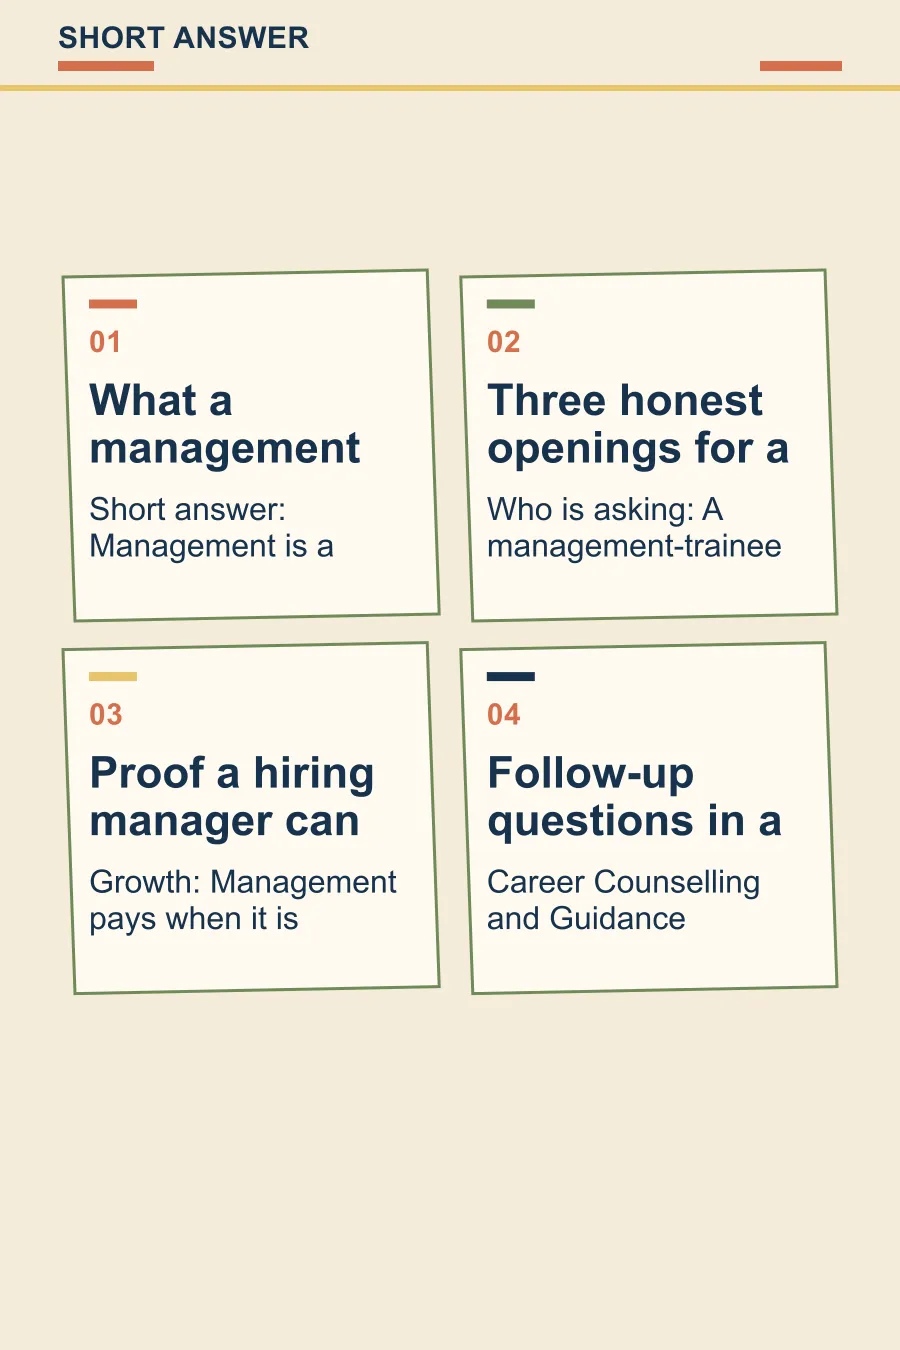 SHORT ANSWER
01
What a
management
Short answer:
Management is a
02
Three honest
openings for a
Who is asking: A
management-trainee
03
Proof a hiring
manager can
Growth: Management
pays when it is
04
Follow-up
questions in a
Career Counselling
and Guidance